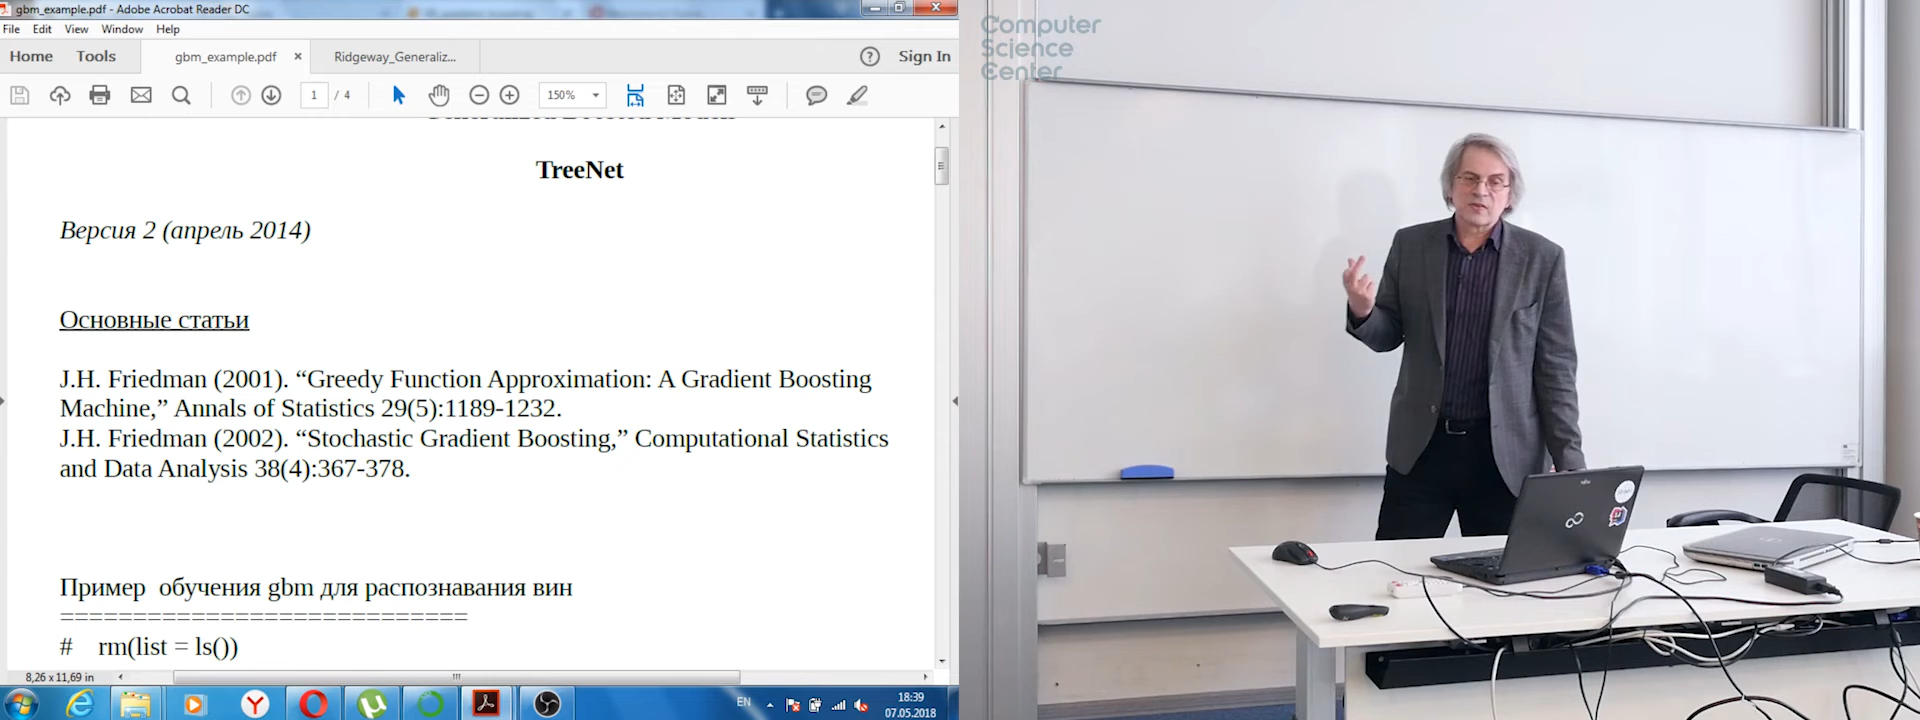 gbm_example.pdf - Adobe Acrobat Reader DC
File Edit View Window Help
Home Tools gbm_example.pdf × Ridgeway_Generaliz... ? Sign In
1 / 4 150%
TreeNet
Версия 2 (апрель 2014)
Основные статьи
J.H. Friedman (2001). “Greedy Function Approximation: A Gradient Boosting
Machine,” Annals of Statistics 29(5):1189-1232.
J.H. Friedman (2002). “Stochastic Gradient Boosting,” Computational Statistics
and Data Analysis 38(4):367-378.
Пример обучения gbm для распознавания вин
============================
# rm(list = ls())
8,26 x 11,69 in
EN 18:39
07.05.2018
Computer
Science
Center